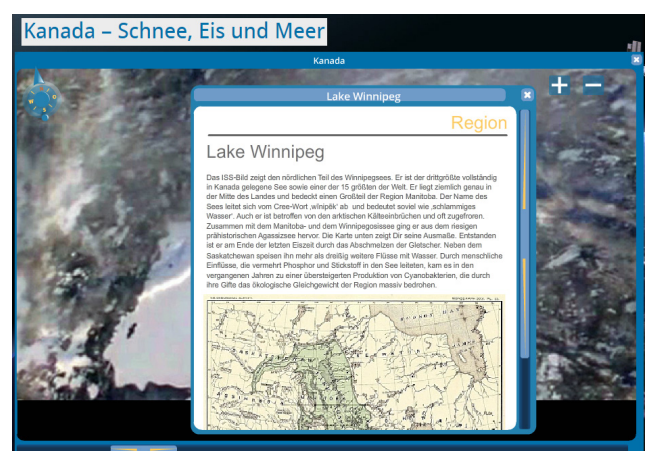 Kanada – Schnee, Eis und Meer
Kanada
Lake Winnipeg
Region
Lake Winnipeg
Das ISS-Bild zeigt den nördlichen Teil des Winnipegsees. Er ist der drittgrößte vollständig
in Kanada gelegene See sowie einer der 15 größten der Welt. Er liegt ziemlich genau in
der Mitte des Landes und bedeckt einen Großteil der Region Manitoba. Der Name des
Sees leitet sich vom Cree-Wort ‚wīnipēk‘ ab und bedeutet soviel wie ‚schlammiges
Wasser‘. Auch er ist betroffen von den arktischen Kälteeinbrüchen und oft zugefroren.
Zusammen mit dem Manitoba- und dem Winnipegosissee ging er aus dem riesigen
prähistorischen Agassizsee hervor. Die Karte unten zeigt Dir seine Ausmaße. Entstanden
ist er am Ende der letzten Eiszeit durch das Abschmelzen der Gletscher. Neben dem
Saskatchewan speisen ihn mehr als dreißig weitere Flüsse mit Wasser. Durch menschliche
Einflüsse, die vermehrt Phosphor und Stickstoff in den See leiteten, kam es in den
vergangenen Jahren zu einer übersteigerten Produktion von Cyanobakterien, die durch
ihre Gifte das ökologische Gleichgewicht der Region massiv bedrohen.